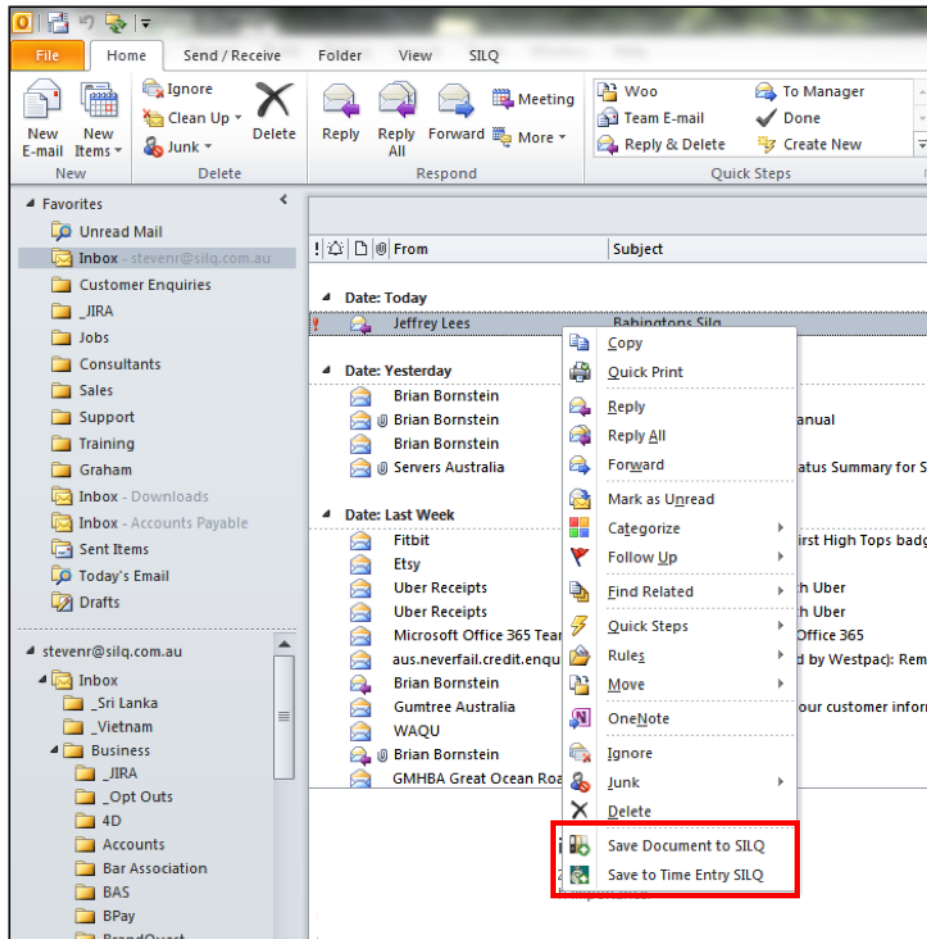 File Home Send / Receive Folder View SILQ
New E-mail
New Items
Ignore
Clean Up
Junk
Delete
Reply
Reply All
Forward
Meeting
More
Woo
Team E-mail
Reply & Delete
To Manager
Done
Create New
New Delete Respond Quick Steps
Favorites
Unread Mail
Inbox - stevenr@silq.com.au
Customer Enquiries
_JIRA
Jobs
Consultants
Sales
Support
Training
Graham
Inbox - Downloads
Inbox - Accounts Payable
Sent Items
Today's Email
Drafts
stevenr@silq.com.au
Inbox
_Sri Lanka
_Vietnam
Business
_JIRA
_Opt Outs
4D
Accounts
Bar Association
BAS
BPay
BrandQuest
From Subject
Date: Today
Jeffrey Lees Babingtons Silq
Date: Yesterday
Brian Bornstein
Brian Bornstein anual
Brian Bornstein
Servers Australia atus Summary for S
Date: Last Week
Fitbit irst High Tops badg
Etsy
Uber Receipts th Uber
Uber Receipts th Uber
Microsoft Office 365 Tear Office 365
aus.neverfail.credit.enqu d by Westpac): Rem
Brian Bornstein
Gumtree Australia our customer inforr
WAQU
Brian Bornstein
GMHBA Great Ocean Roa
Copy
Quick Print
Reply
Reply All
Forward
Mark as Unread
Categorize
Follow Up
Find Related
Quick Steps
Rules
Move
OneNote
Ignore
Junk
Delete
Save Document to SILQ
Save to Time Entry SILQ